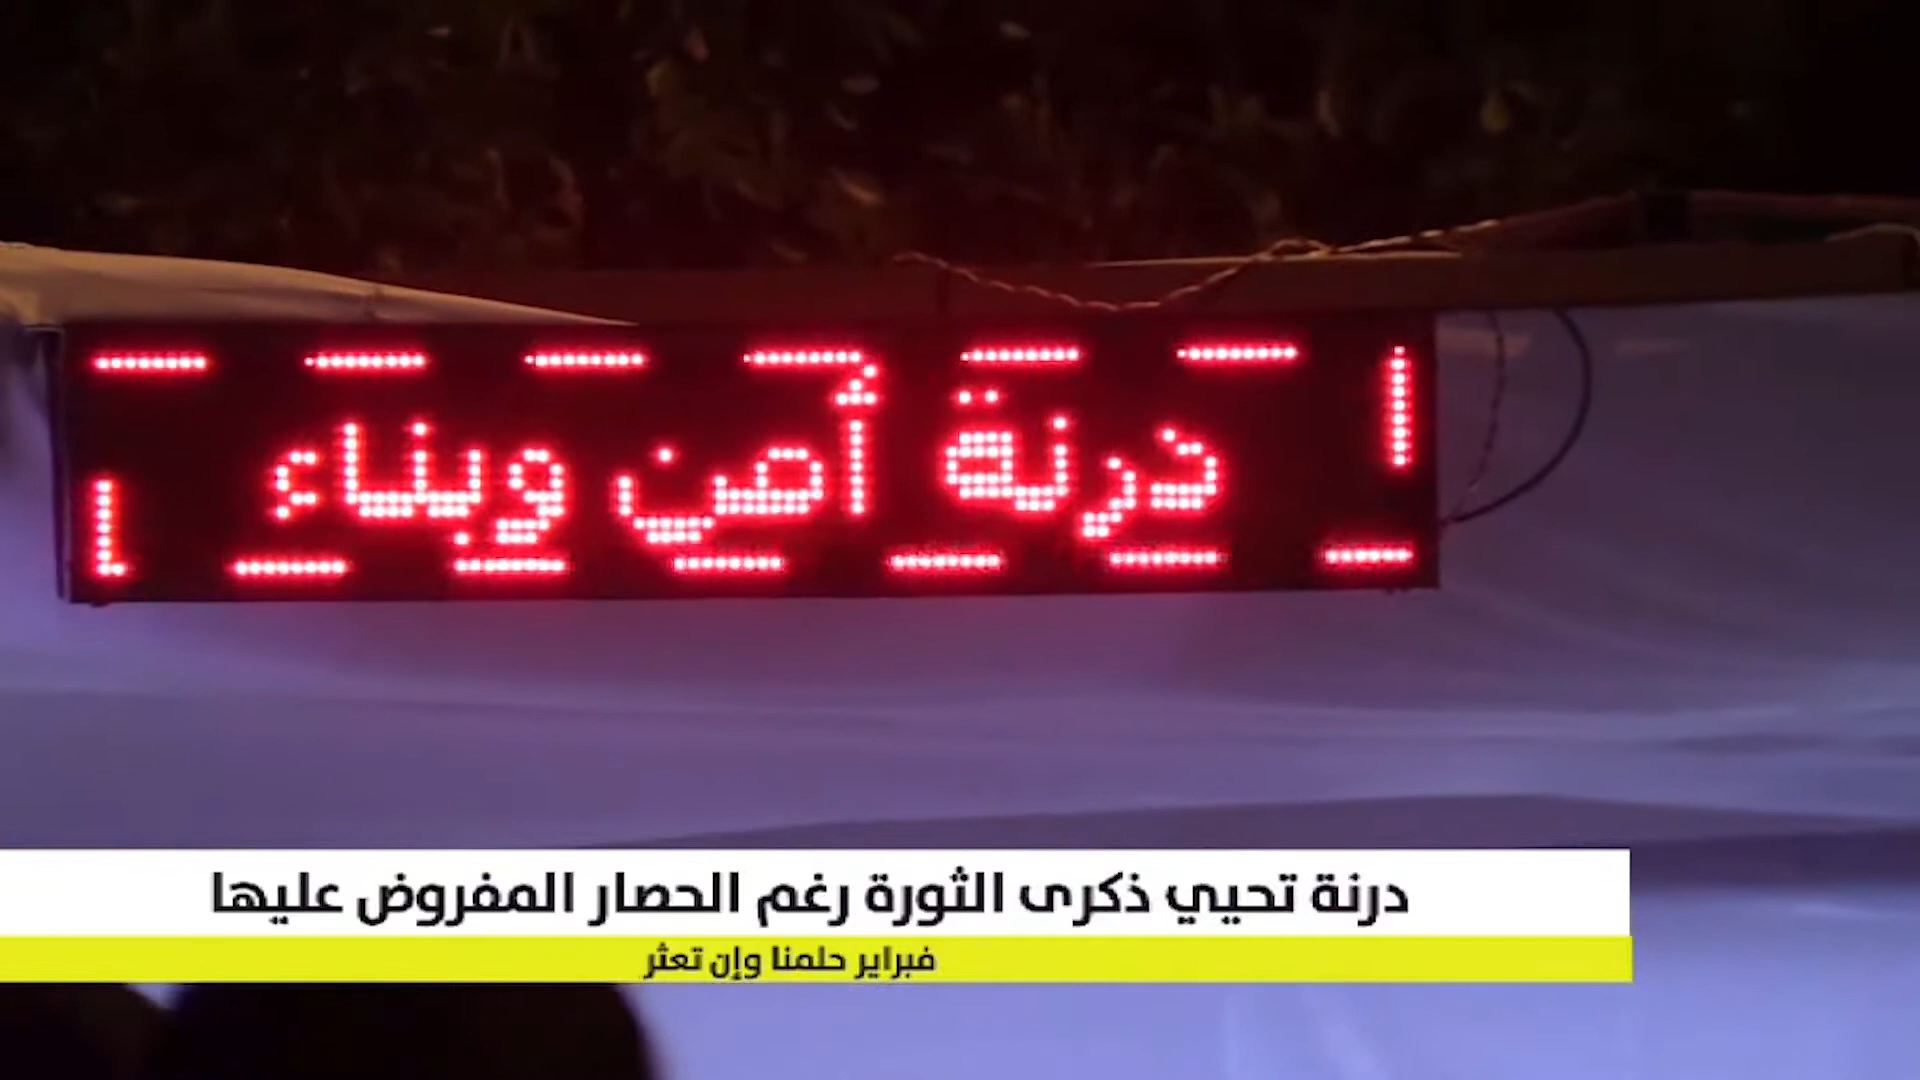 درنة أمن وبناء
درنة تحيي ذكرى الثورة رغم الحصار المفروض عليها
فبراير حلمنا وإن تعثر